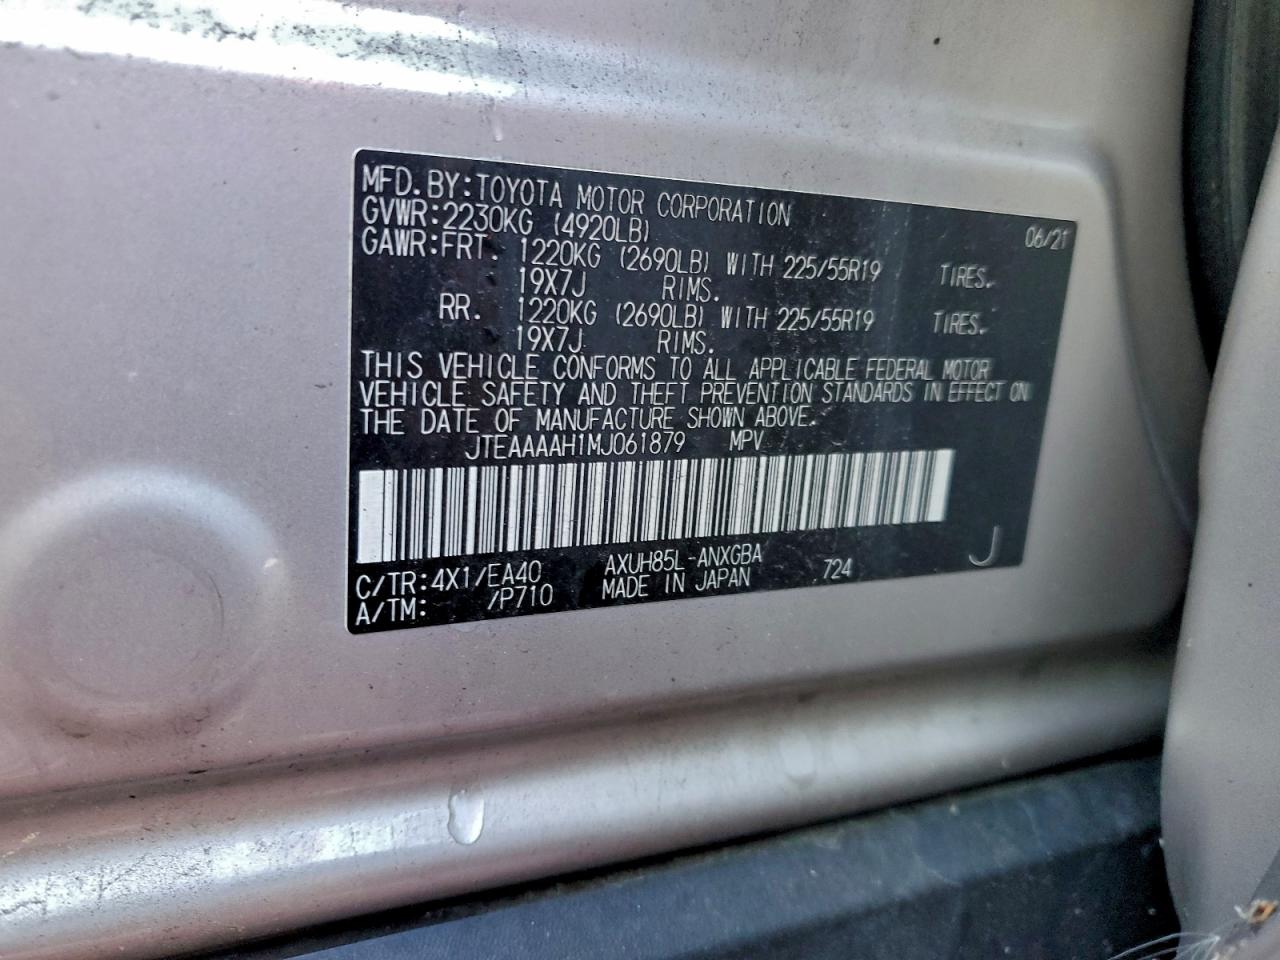 MFD. BY: TOYOTA MOTOR CORPORATION 06/21
GVWR: 2230KG (4920LB)
GAWR: FRT. 1220KG (2690LB) WITH 225/55R19 TIRES.
19X7J RIMS.
RR. 1220KG (2690LB) WITH 225/55R19 TIRES.
19X7J RIMS.
THIS VEHICLE CONFORMS TO ALL APPLICABLE FEDERAL MOTOR
VEHICLE SAFETY AND THEFT PREVENTION STANDARDS IN EFFECT ON
THE DATE OF MANUFACTURE SHOWN ABOVE.
JTEAAAAH1MJ061879 MPV
C/TR: 4X1/EA40 AXUH85L-ANXGBA 724 J
A/TM: /P710 MADE IN JAPAN